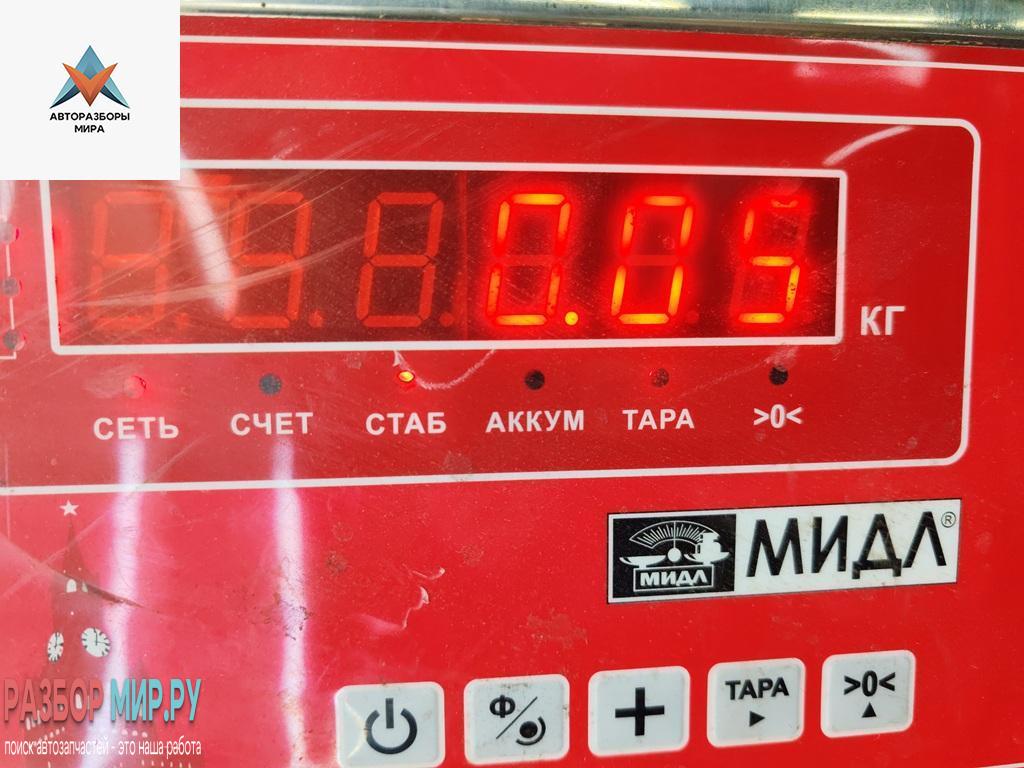 АВТОРАЗБОРЫ
МИРА
0.05
КГ
СЕТЬ СЧЕТ СТАБ АККУМ ТАРА >0<
МИДЛ МИДЛ®
РАЗБОР МИР.РУ
поиск автозапчастей - это наша работа
Ф/ + ТАРА >0<